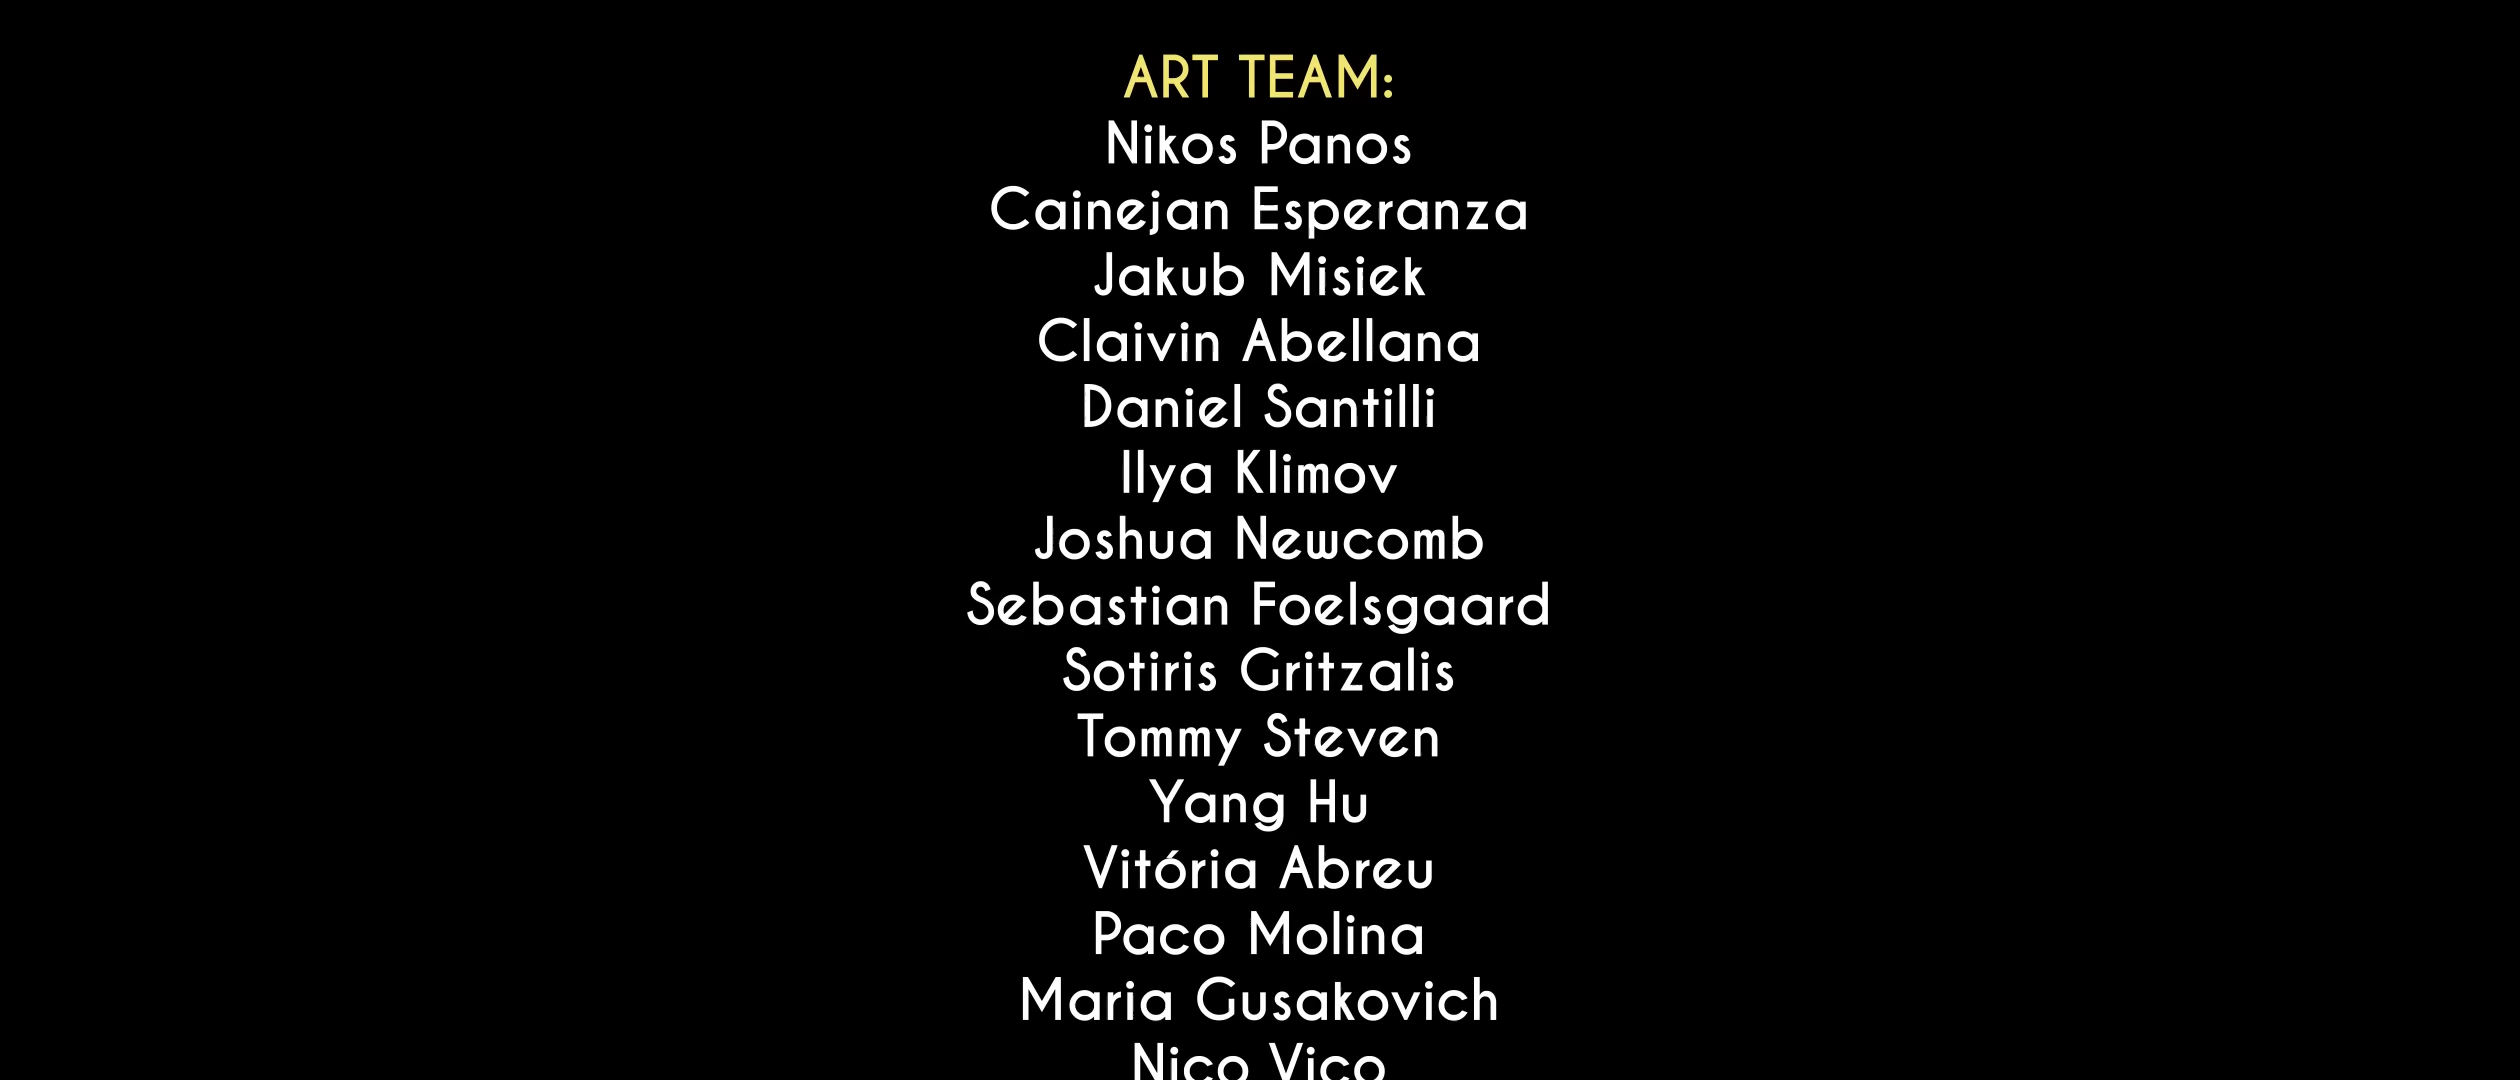 ART TEAM:
Nikos Panos
Cainejan Esperanza
Jakub Misiek
Claivin Abellana
Daniel Santilli
Ilya Klimov
Joshua Newcomb
Sebastian Foelsgaard
Sotiris Gritzalis
Tommy Steven
Yang Hu
Vitória Abreu
Paco Molina
Maria Gusakovich
Nico Vico